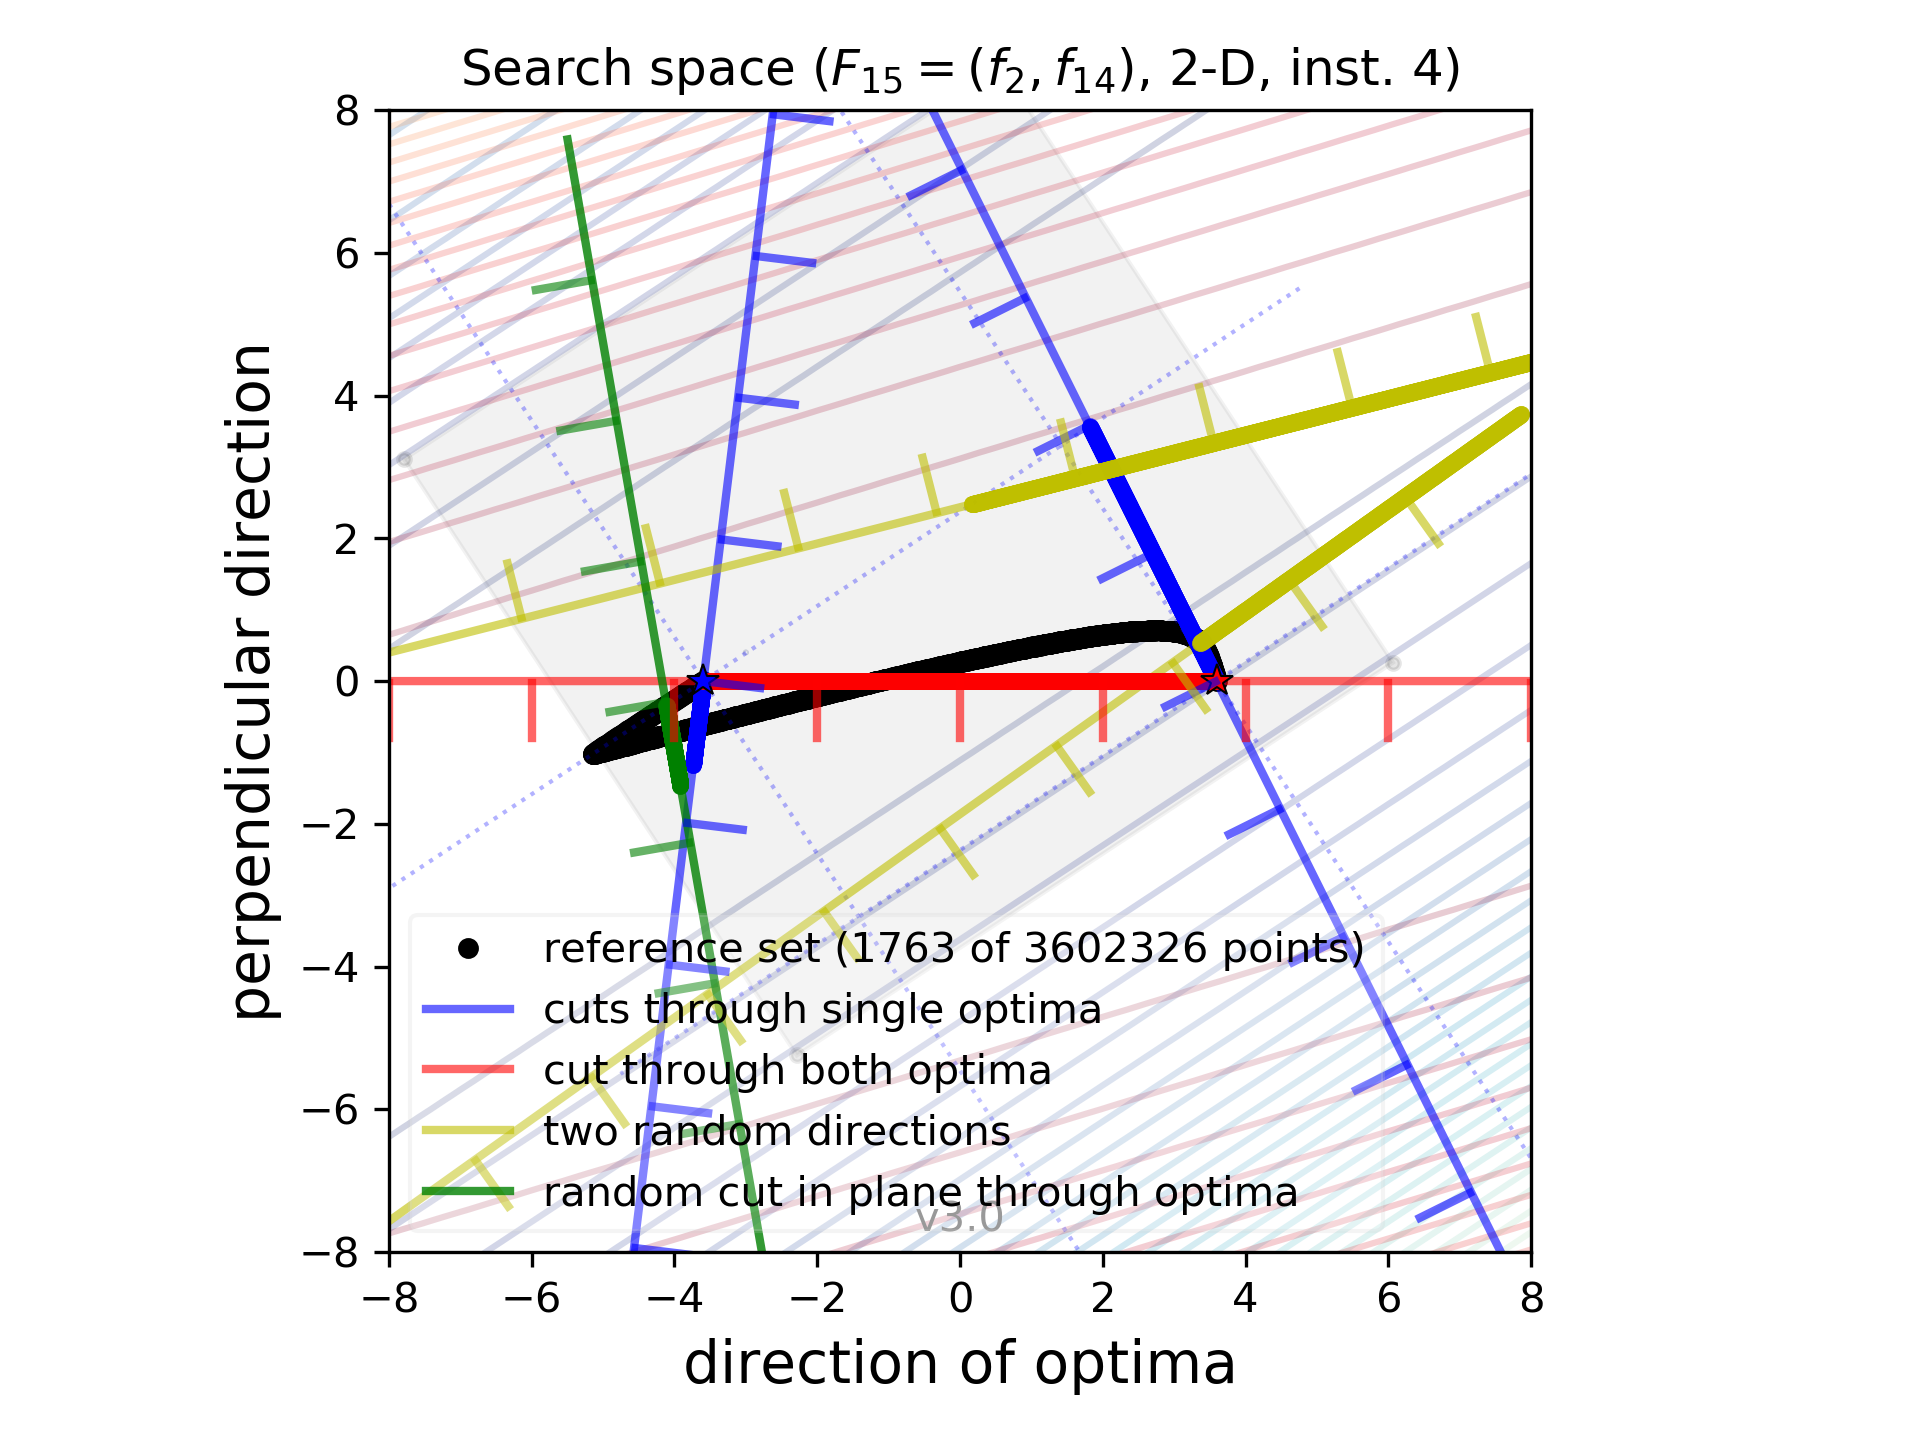 Search space (F15 = (f2, f14), 2-D, inst. 4)
8
6
4
2
0
−2
−4
−6
−8
perpendicular direction
reference set (1763 of 3602326 points)
cuts through single optima
cut through both optima
two random directions
random cut in plane through optima
v3.0
−8 −6 −4 −2 0 2 4 6 8
direction of optima